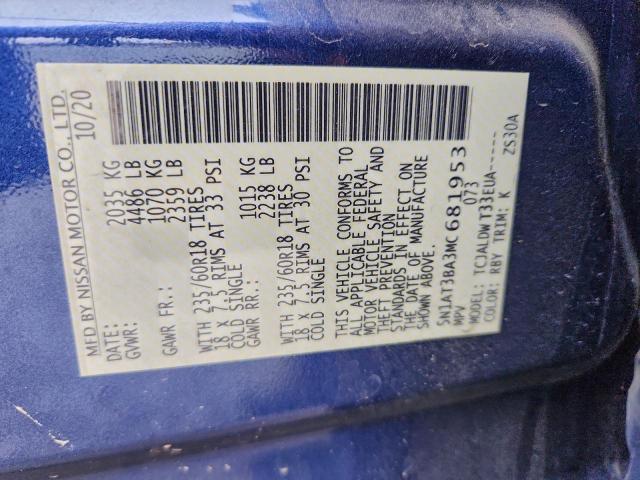 MFD BY NISSAN MOTOR CO., LTD.
DATE: 10/20
GVWR: 2035 KG
4486 LB
GAWR FR.: 1070 KG
2359 LB
WITH 235/60R18 TIRES
18 X 7.5 RIMS AT 33 PSI
COLD SINGLE
GAWR RR.: 1015 KG
2238 LB
WITH 235/60R18 TIRES
18 X 7.5 RIMS AT 30 PSI
COLD SINGLE
THIS VEHICLE CONFORMS TO
ALL APPLICABLE FEDERAL
MOTOR VEHICLE SAFETY AND
THEFT PREVENTION
STANDARDS IN EFFECT ON
THE DATE OF MANUFACTURE
SHOWN ABOVE.
5N1AT3BA3MC681953
MPV 073
MODEL: TCJALDWT33EUA-----
COLOR: RBY TRIM: K ZS30A